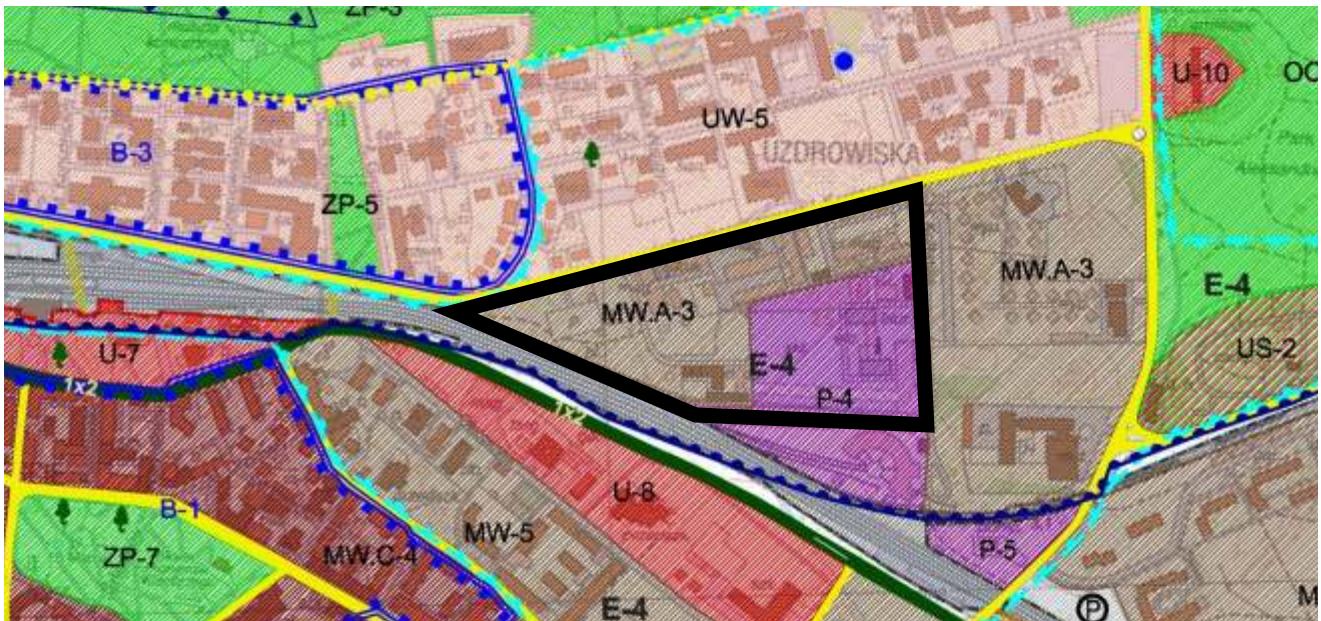 ZP-3
U-10
UW-5
UZDROWISKA
B-3
ZP-5
MW.A-3
MW.A-3
E-4
US-2
U-7
1x2
E-4
P-4
1x2
U-8
B-1
MW-5
P-5
ZP-7
MW.C-4
E-4
P